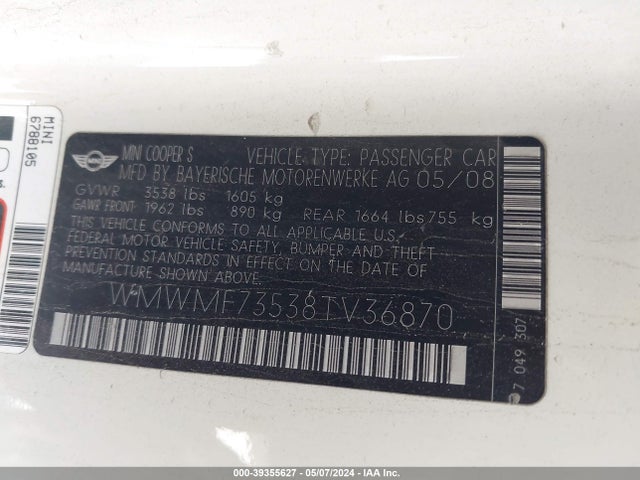 MINI
6788105
MINI COOPER S VEHICLE TYPE: PASSENGER CAR
MFD BY BAYERISCHE MOTORENWERKE AG 05/08
GVWR 3538 lbs 1605 kg
GAWR FRONT 1962 lbs 890 kg REAR 1664 lbs 755 kg
THIS VEHICLE CONFORMS TO ALL APPLICABLE U.S.
FEDERAL MOTOR VEHICLE SAFETY, BUMPER AND THEFT
PREVENTION STANDARDS IN EFFECT ON THE DATE OF
MANUFACTURE SHOWN ABOVE.
WMWMF73538TV36870
7 049 307
000-39355627 - 05/07/2024 - IAA Inc.